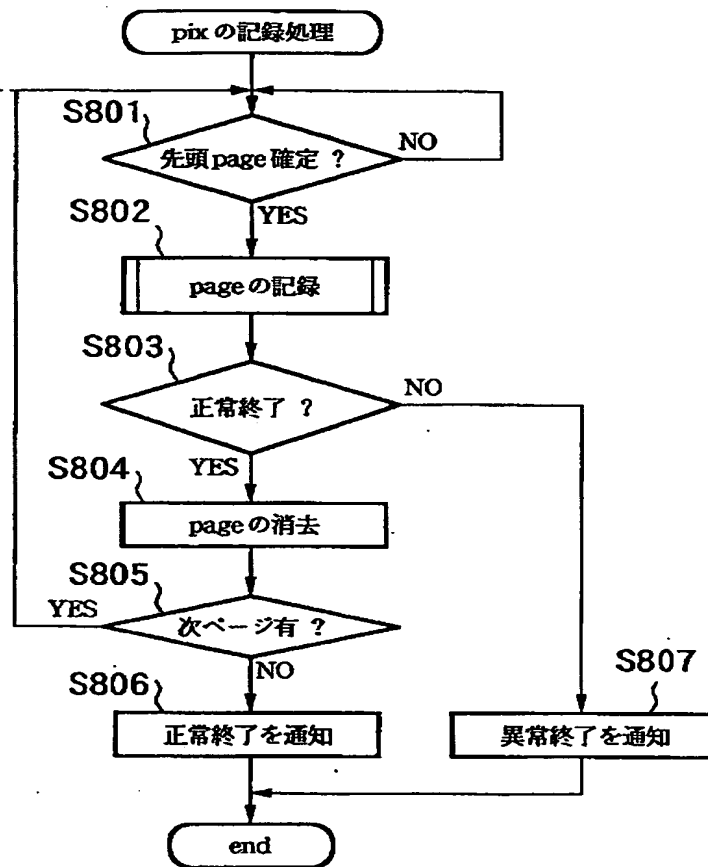 pixの記録処理
S801
先頭page確定 ?
NO
YES
S802
pageの記録
S803
正常終了 ?
NO
YES
S804
pageの消去
S805
YES
次ページ有 ?
NO
S806
正常終了を通知
S807
異常終了を通知
end